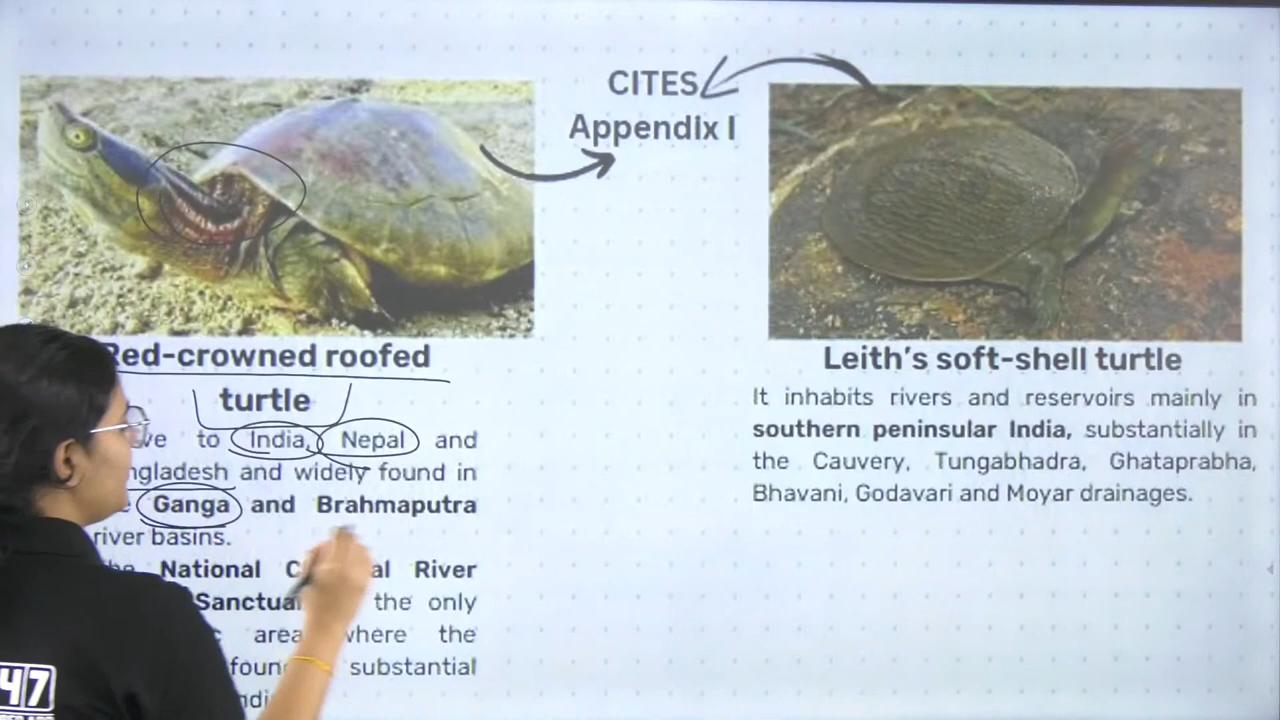 CITES
Appendix I
Red-crowned roofed
turtle
to India, Nepal and
and widely found in
Ganga and Brahmaputra
river basins.
National River
the only
area where the
substantial
Leith's soft-shell turtle
It inhabits rivers and reservoirs mainly in
southern peninsular India, substantially in
the Cauvery, Tungabhadra, Ghataprabha,
Bhavani, Godavari and Moyar drainages.
47